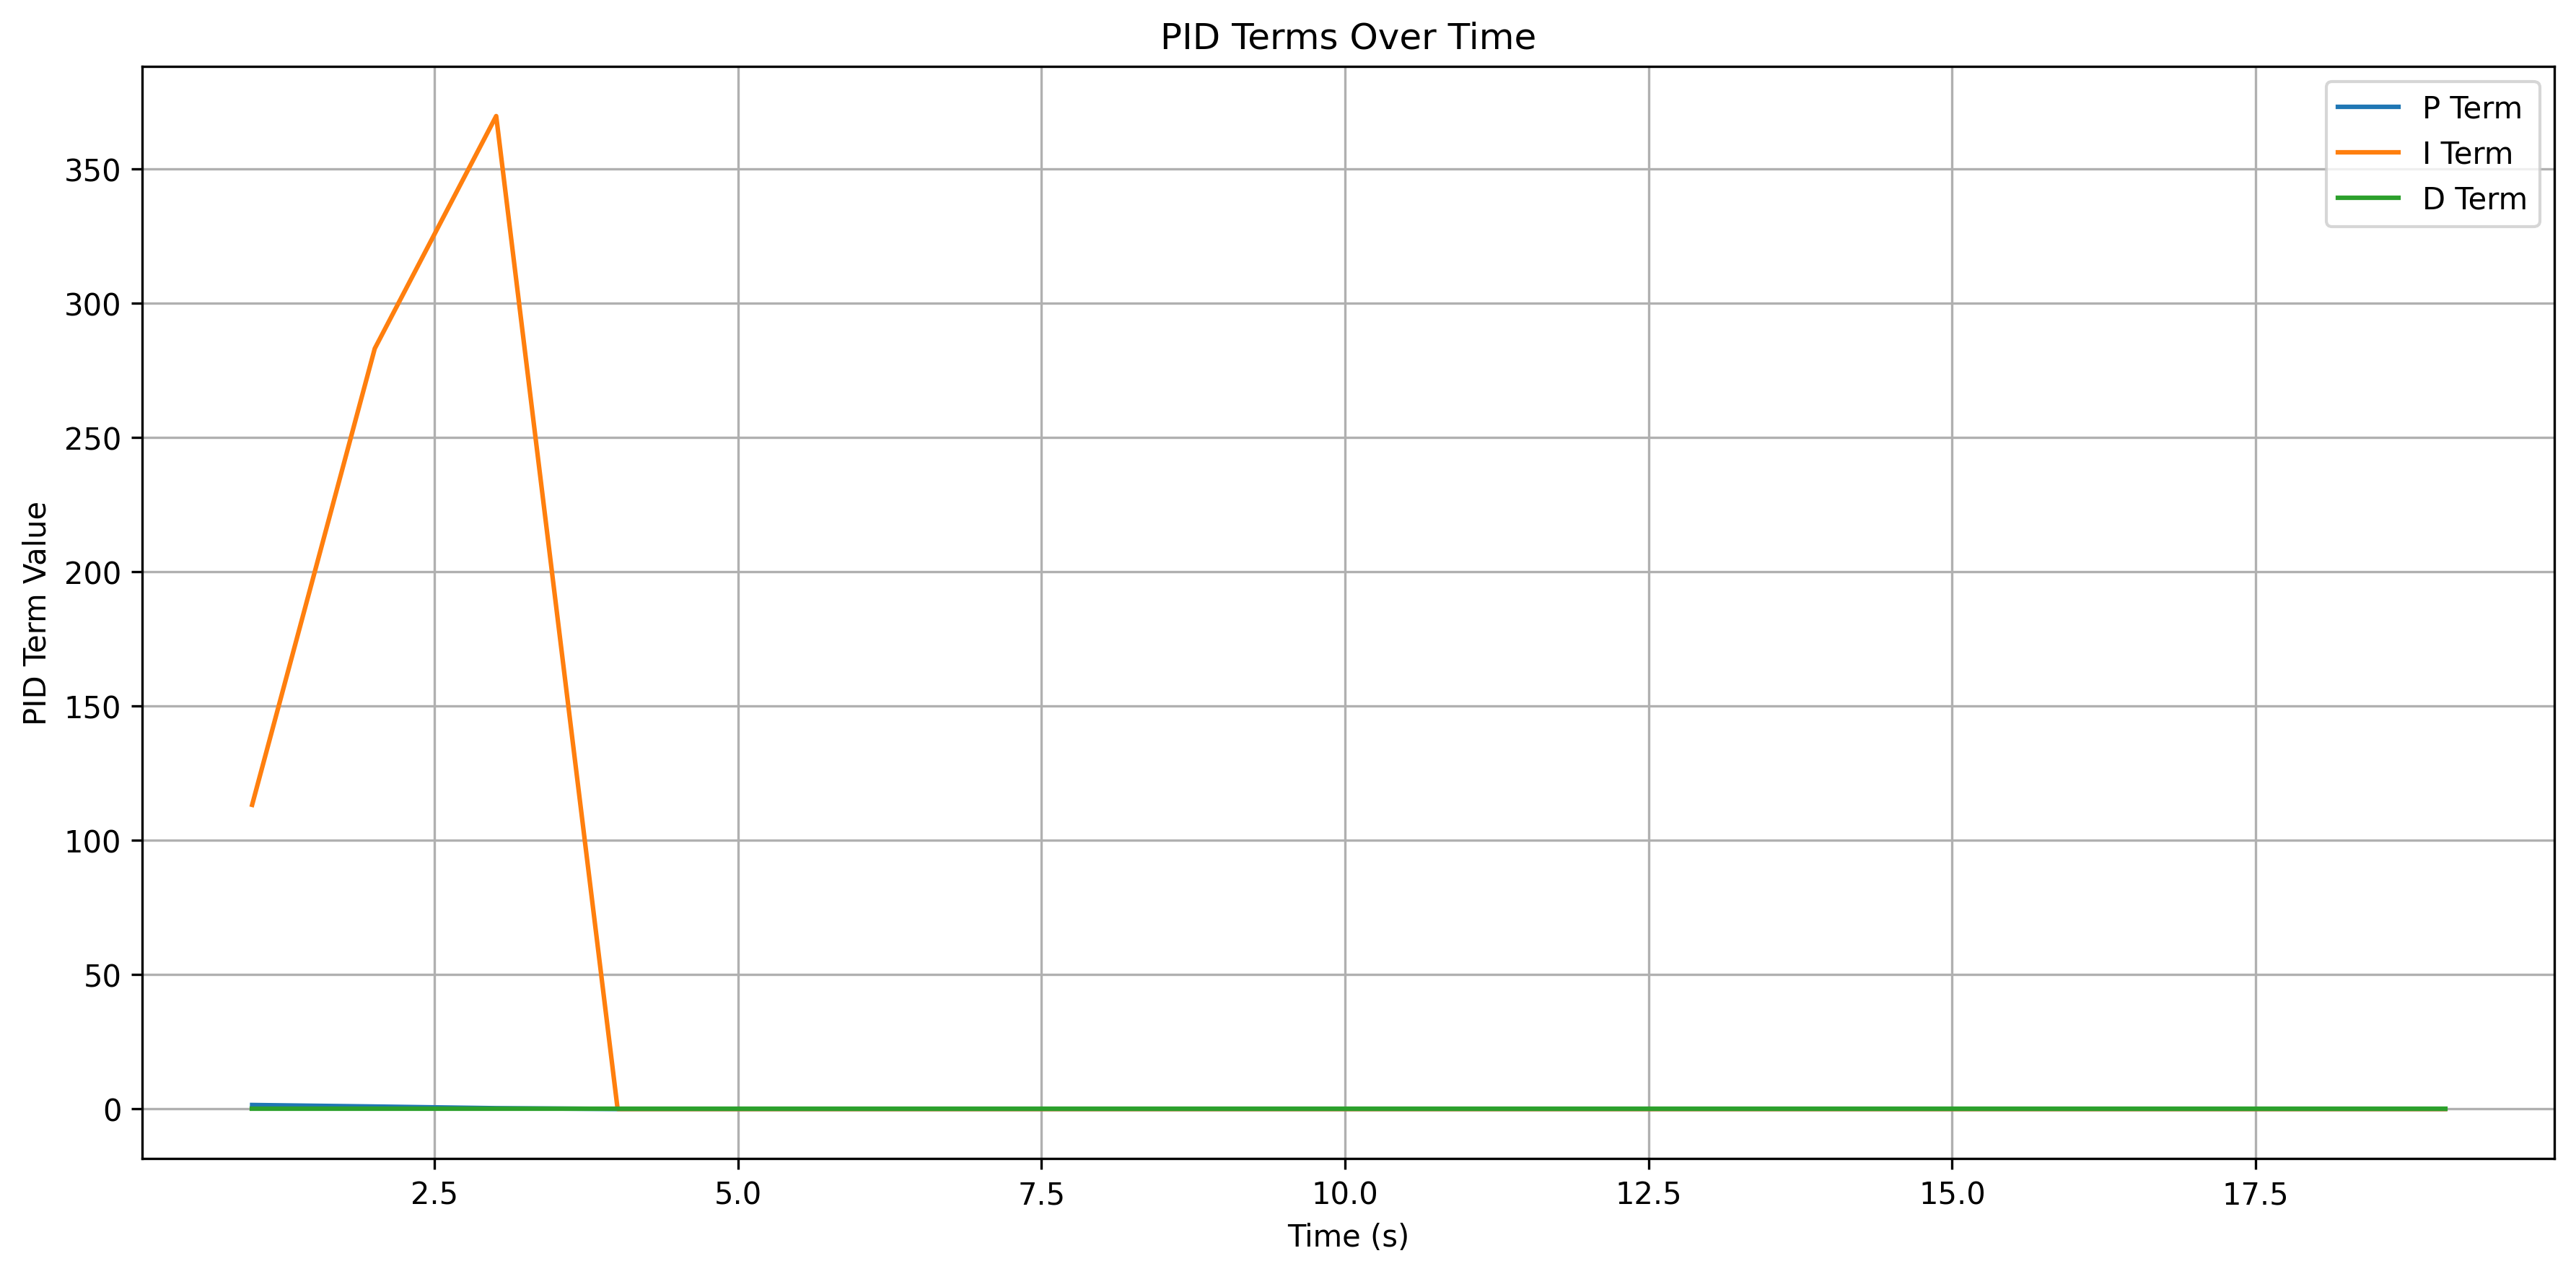 PID Terms Over Time
P Term
I Term
D Term
PID Term Value
350
300
250
200
150
100
50
0
2.5 5.0 7.5 10.0 12.5 15.0 17.5
Time (s)